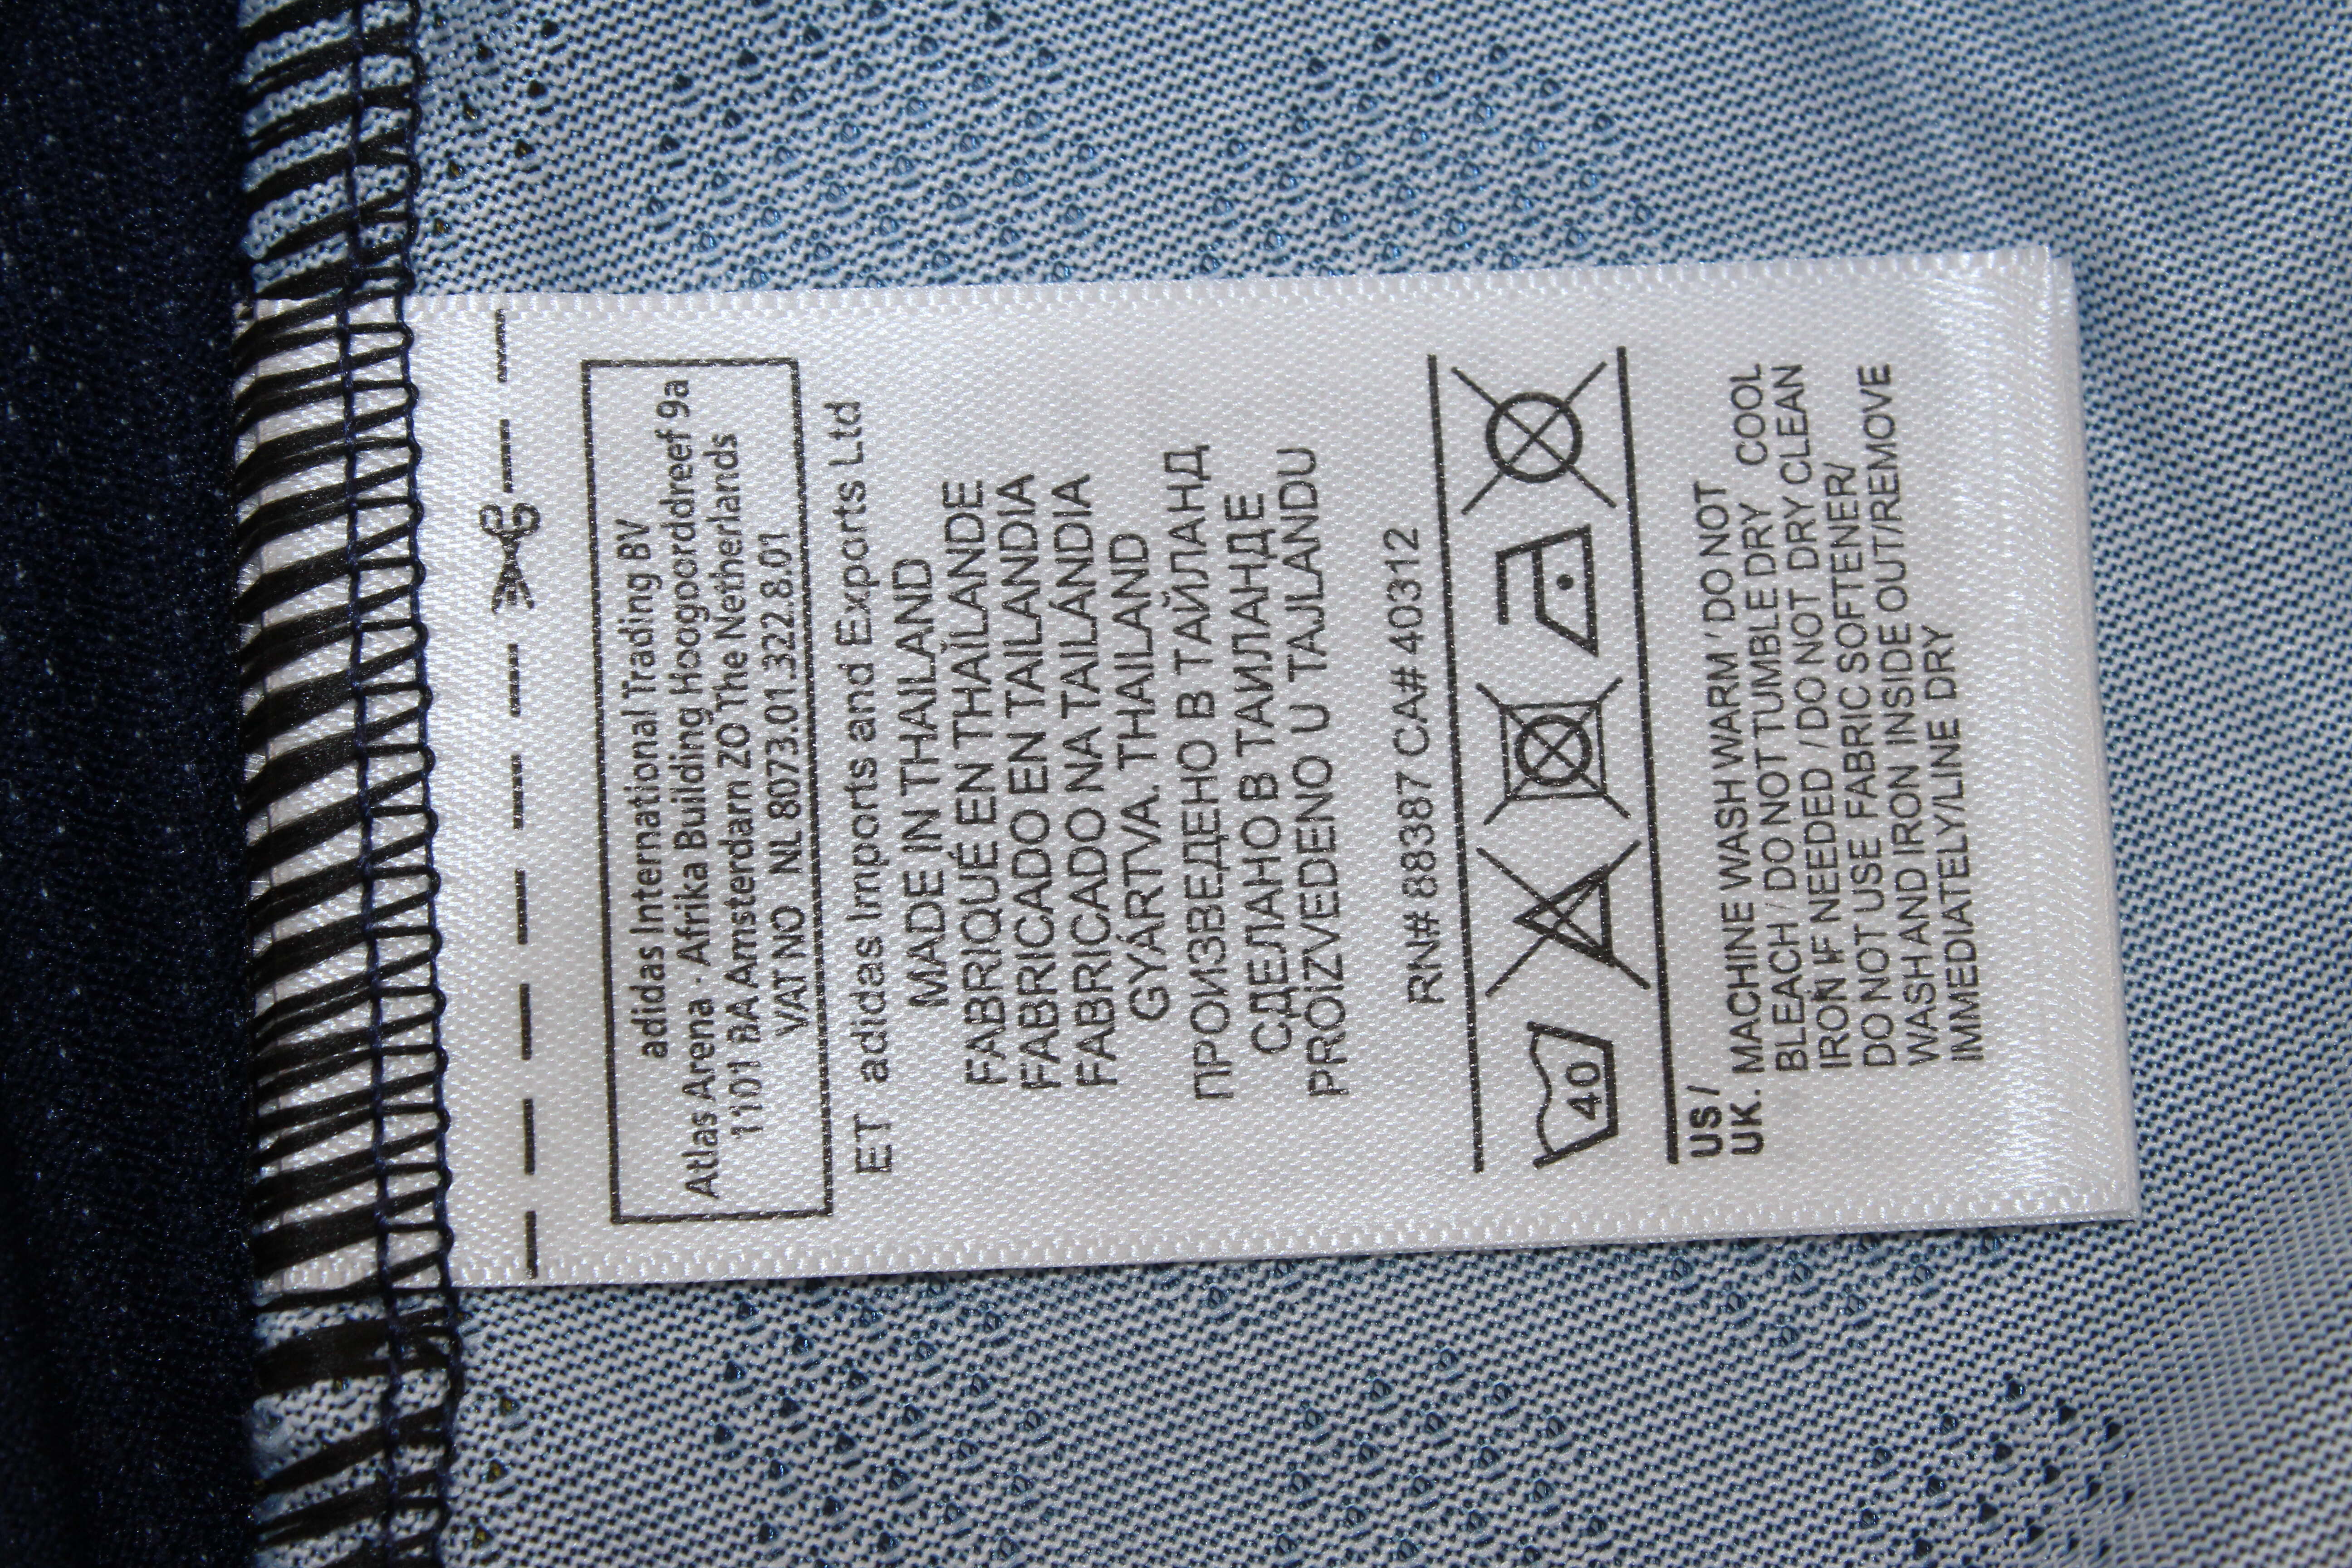 adidas International Trading BV
Atlas Arena · Afrika Building Hoogoorddreef 9a
1101 BA Amsterdam ZO The Netherlands
VAT NO NL 8073.01.322.8.01
ET adidas Imports and Exports Ltd
MADE IN THAILAND
FABRIQUÉ EN THAÏLANDE
FABRICADO EN TAILANDIA
FABRICADO NA TAILÁNDIA
GYÁRTVA. THAILAND
ПРОИЗВЕДЕНО В ТАЙЛАНД
СДЕЛАНО В ТАИЛАНДЕ
PROIZVEDENO U TAJLANDU
RN# 88387 CA# 40312
40
US /
UK. MACHINE WASH WARM ' DO NOT
BLEACH / DO NOT TUMBLE DRY COOL
IRON IF NEEDED / DO NOT DRY CLEAN
DO NOT USE FABRIC SOFTENER/
WASH AND IRON INSIDE OUT/REMOVE
IMMEDIATELY/LINE DRY